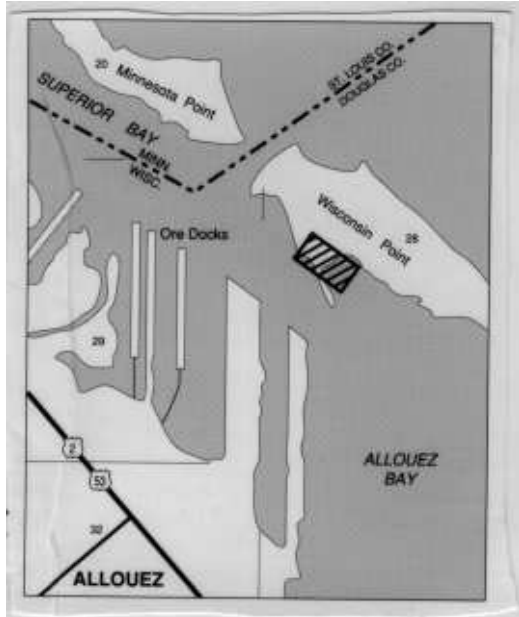 20
Minnesota Point
ST. LOUIS CO.
DOUGLAS CO.
SUPERIOR BAY
MINN.
WISC.
Wisconsin Point
28
Ore Docks
29
2
53
ALLOUEZ
BAY
32
ALLOUEZ